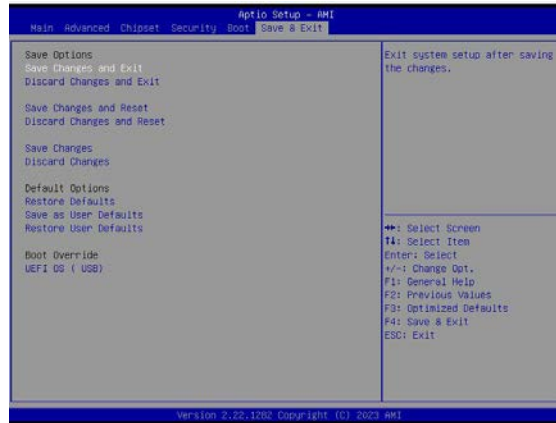 Aptio Setup - AMI
Main Advanced Chipset Security Boot Save & Exit
Save Options
Save Changes and Exit
Discard Changes and Exit
Save Changes and Reset
Discard Changes and Reset
Save Changes
Discard Changes
Default Options
Restore Defaults
Save as User Defaults
Restore User Defaults
Boot Override
UEFI OS ( USB)
Exit system setup after saving
the changes.
→←: Select Screen
↑↓: Select Item
Enter: Select
+/-: Change Opt.
F1: General Help
F2: Previous Values
F3: Optimized Defaults
F4: Save & Exit
ESC: Exit
Version 2.22.1282 Copyright (C) 2023 AMI